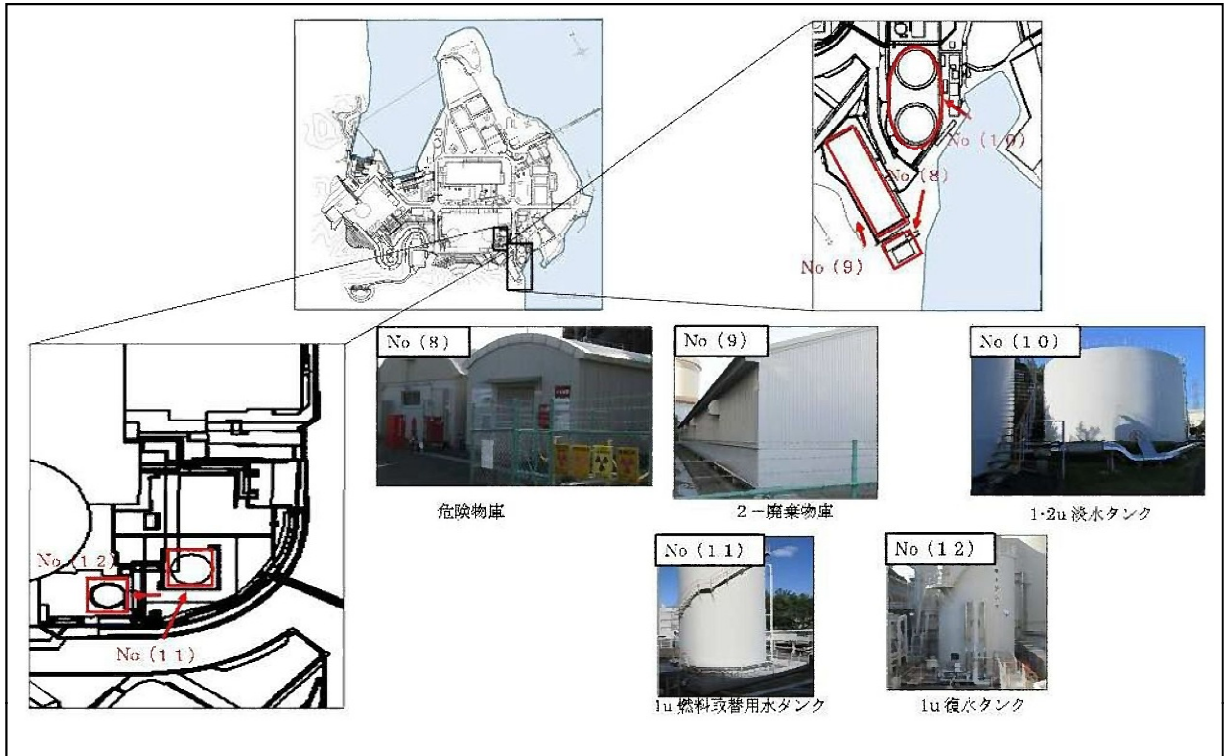 No (10)
No (8)
No (9)
No (8)
危険物庫
No (9)
2－廃棄物庫
No (10)
1・2u 淡水タンク
No (12)
No (11)
No (11)
1u 燃料或替用水タンク
No (12)
1u 復水タンク